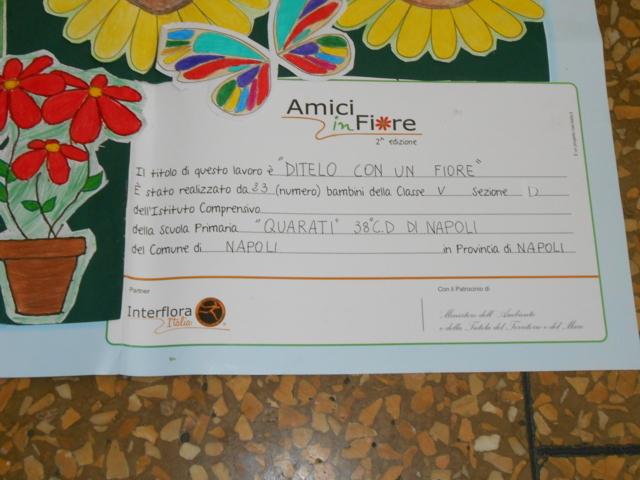 Amici
in Fiore
2ª edizione
Il titolo di questo lavoro è "DITELO CON UN FIORE"
È stato realizzato da 23 (numero) bambini della Classe V Sezione D
dell'Istituto Comprensivo
della Scuola Primaria "QUARATI" 38° C.D DI NAPOLI
del Comune di NAPOLI in Provincia di NAPOLI
Partner
Con il Patrocinio di
Interflora
Italia
Ministero dell'Ambiente
e della Tutela del Territorio e del Mare